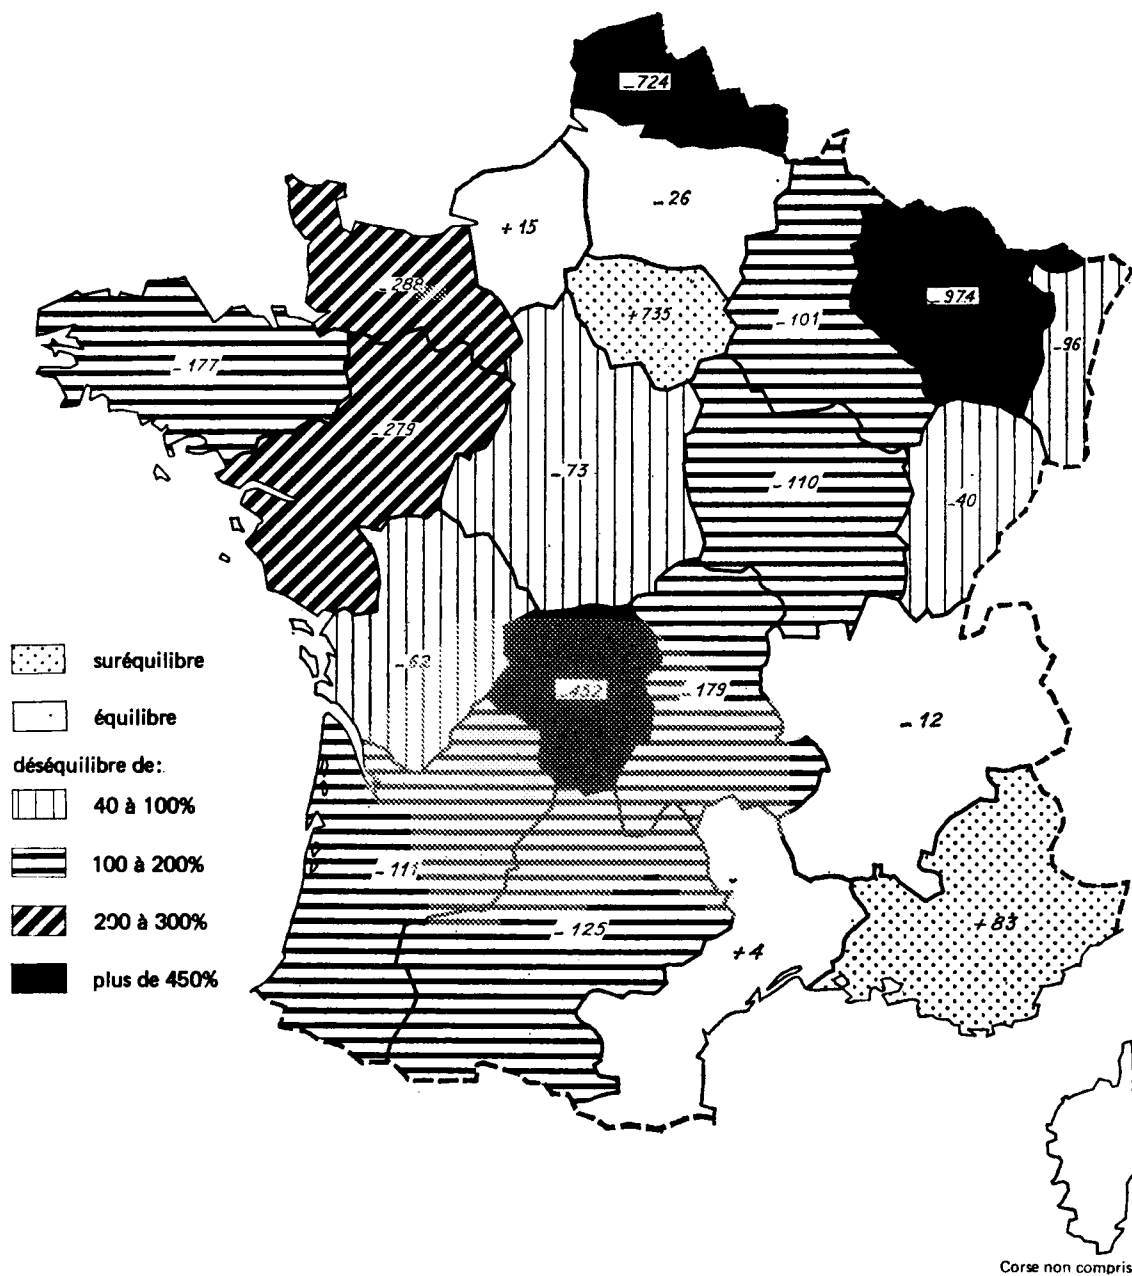 _ 724
_ 26
+ 15
_ 288
+735
_ 101
_ 974
_ 96
_ 177
_ 279
_ 73
_ 110
_ 40
suréquilibre
équilibre
déséquilibre de:
40 à 100%
100 à 200%
200 à 300%
plus de 450%
_ 179
_ 12
_ 125
+ 4
+ 83
Corse non compris